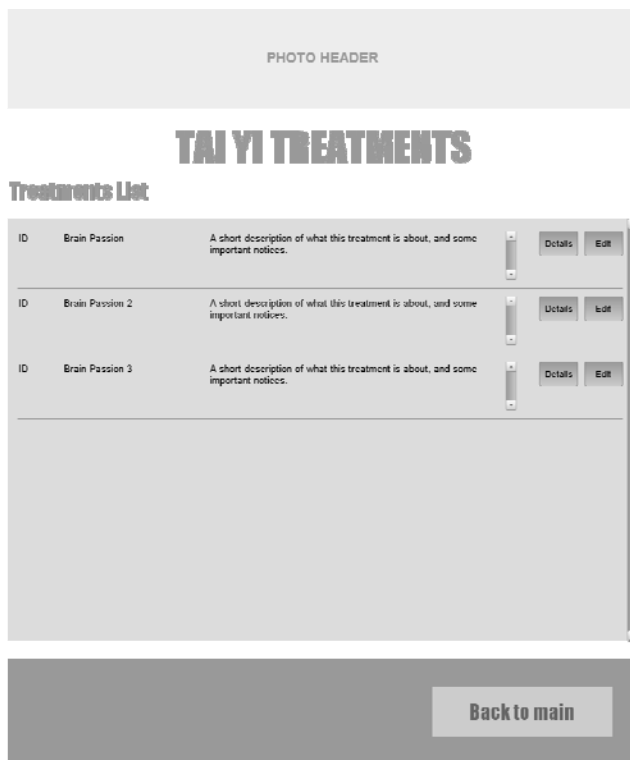 PHOTO HEADER
TAI YI TREATMENTS
Treatments List
ID Brain Passion A short description of what this treatment is about, and some Details Edit
important notices.
ID Brain Passion 2 A short description of what this treatment is about, and some Details Edit
important notices.
ID Brain Passion 3 A short description of what this treatment is about, and some Details Edit
important notices.
Back to main